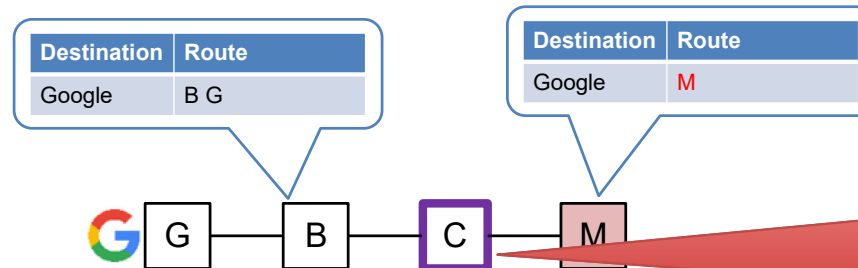 Destination Route
Google B G
Destination Route
Google M
G G B C M